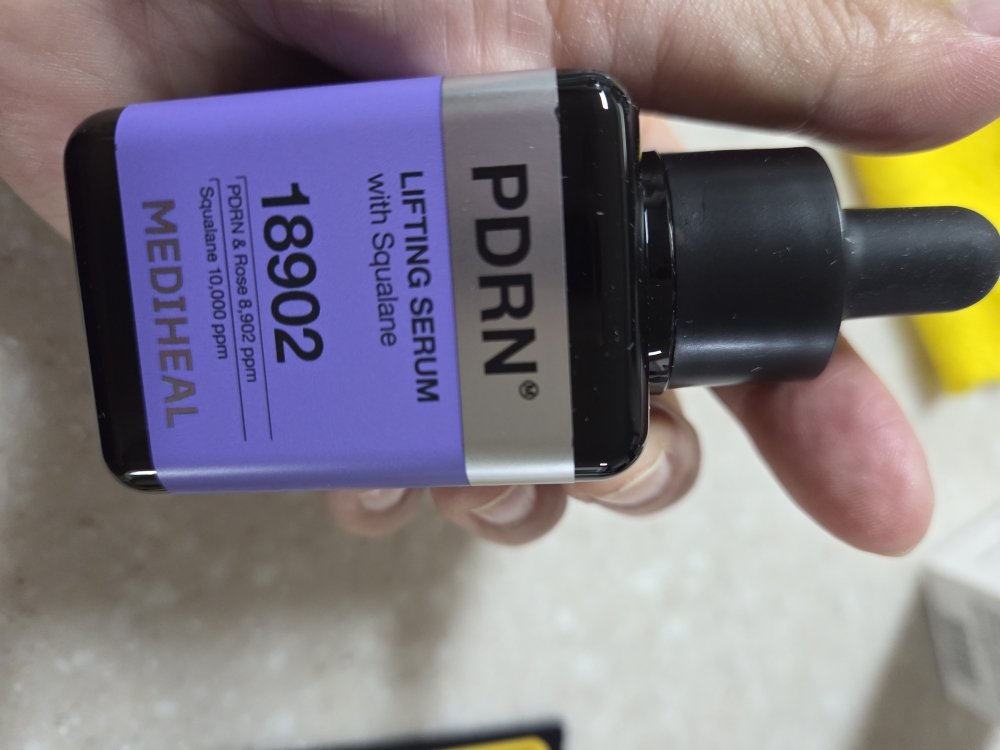 PDRN Ⓜ
LIFTING SERUM
with Squalane
18902
PDRN & Rose 8,902 ppm
Squalane 10,000 ppm
MEDIHEAL